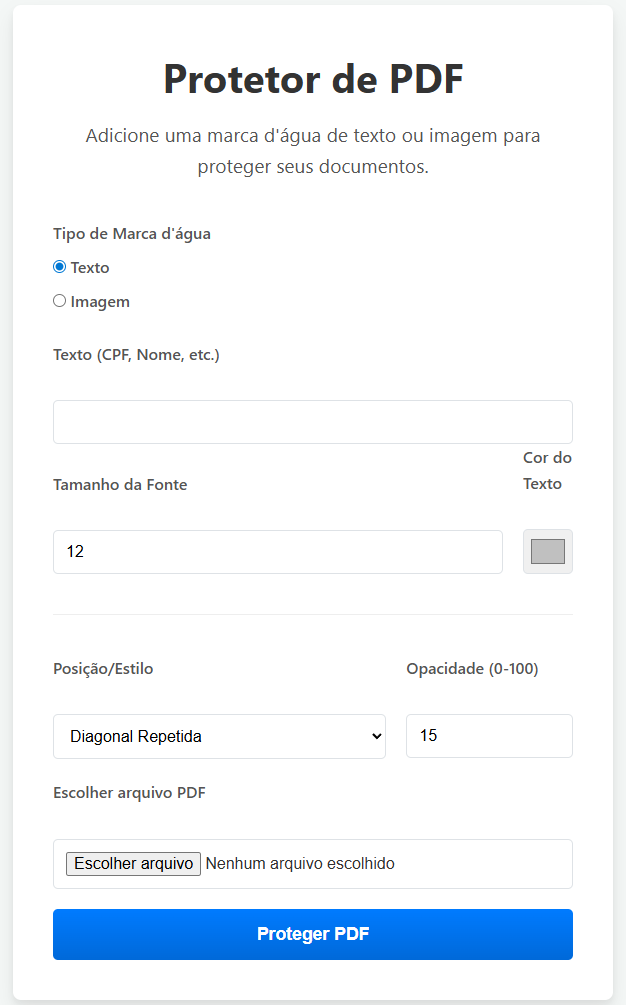 Protetor de PDF
Adicione uma marca d'água de texto ou imagem para
proteger seus documentos.
Tipo de Marca d'água
Texto
Imagem
Texto (CPF, Nome, etc.)
Tamanho da Fonte
Cor do
Texto
12
Posição/Estilo
Opacidade (0-100)
Diagonal Repetida
15
Escolher arquivo PDF
Escolher arquivo Nenhum arquivo escolhido
Proteger PDF